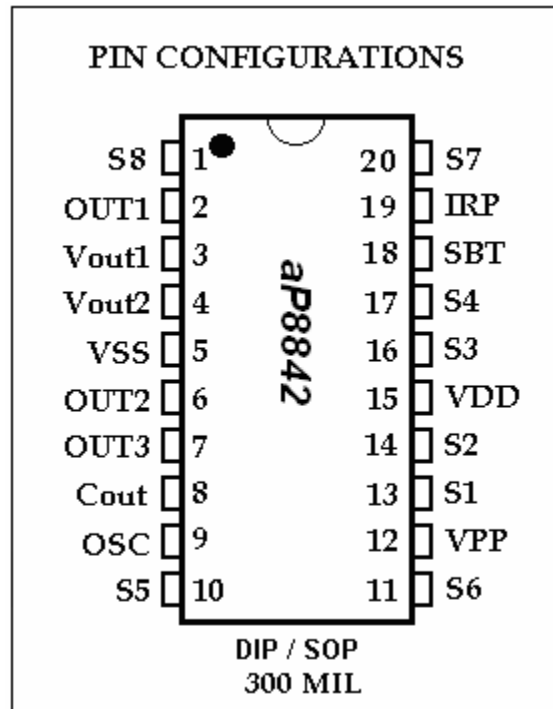 PIN CONFIGURATIONS
S8 1 20 S7
OUT1 2 19 IRP
Vout1 3 18 SBT
Vout2 4 17 S4
VSS 5 16 S3
OUT2 6 15 VDD
OUT3 7 14 S2
Cout 8 13 S1
OSC 9 12 VPP
S5 10 11 S6
aP8842
DIP / SOP
300 MIL